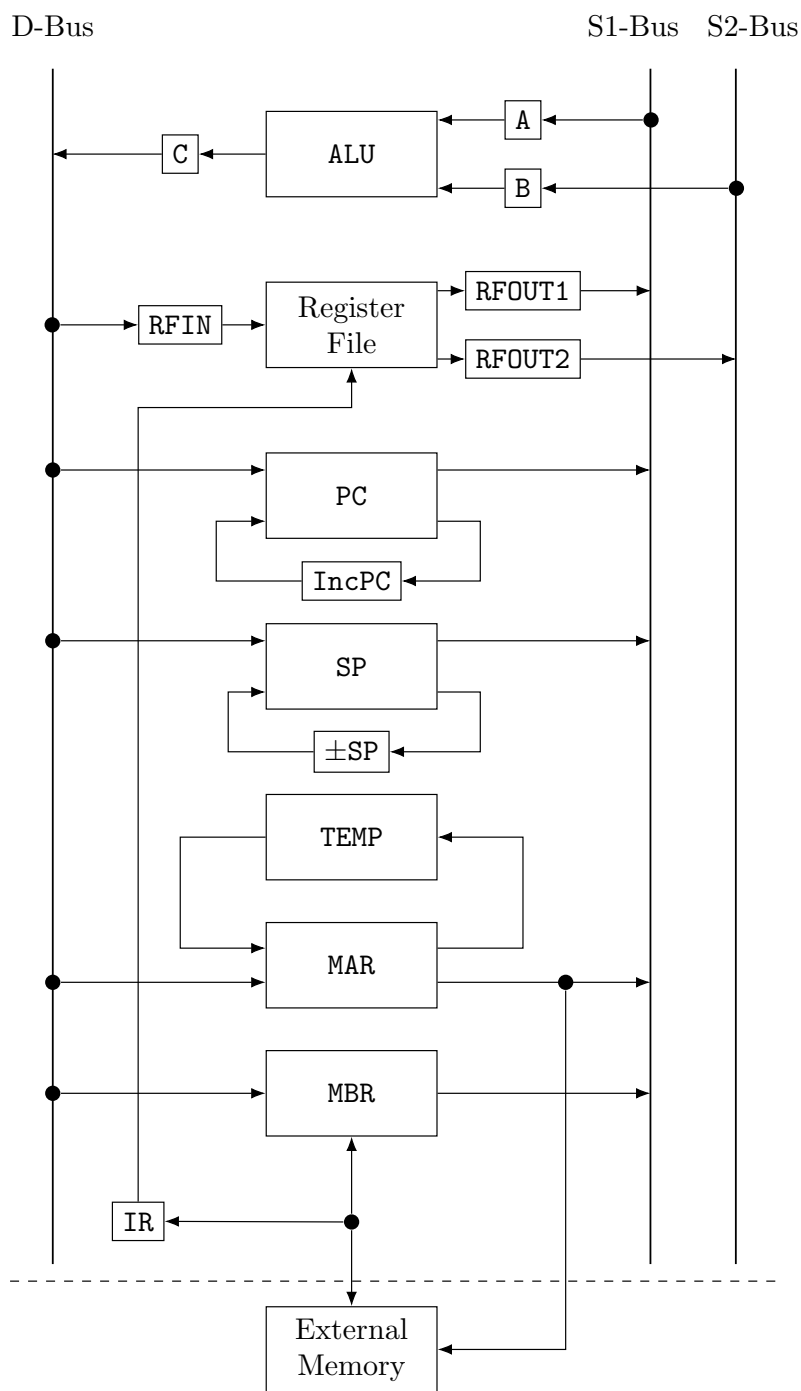 D-Bus
S1-Bus
S2-Bus
A
C
ALU
B
RFOUT1
RFIN
Register
File
RFOUT2
PC
IncPC
SP
±SP
TEMP
MAR
MBR
IR
External
Memory